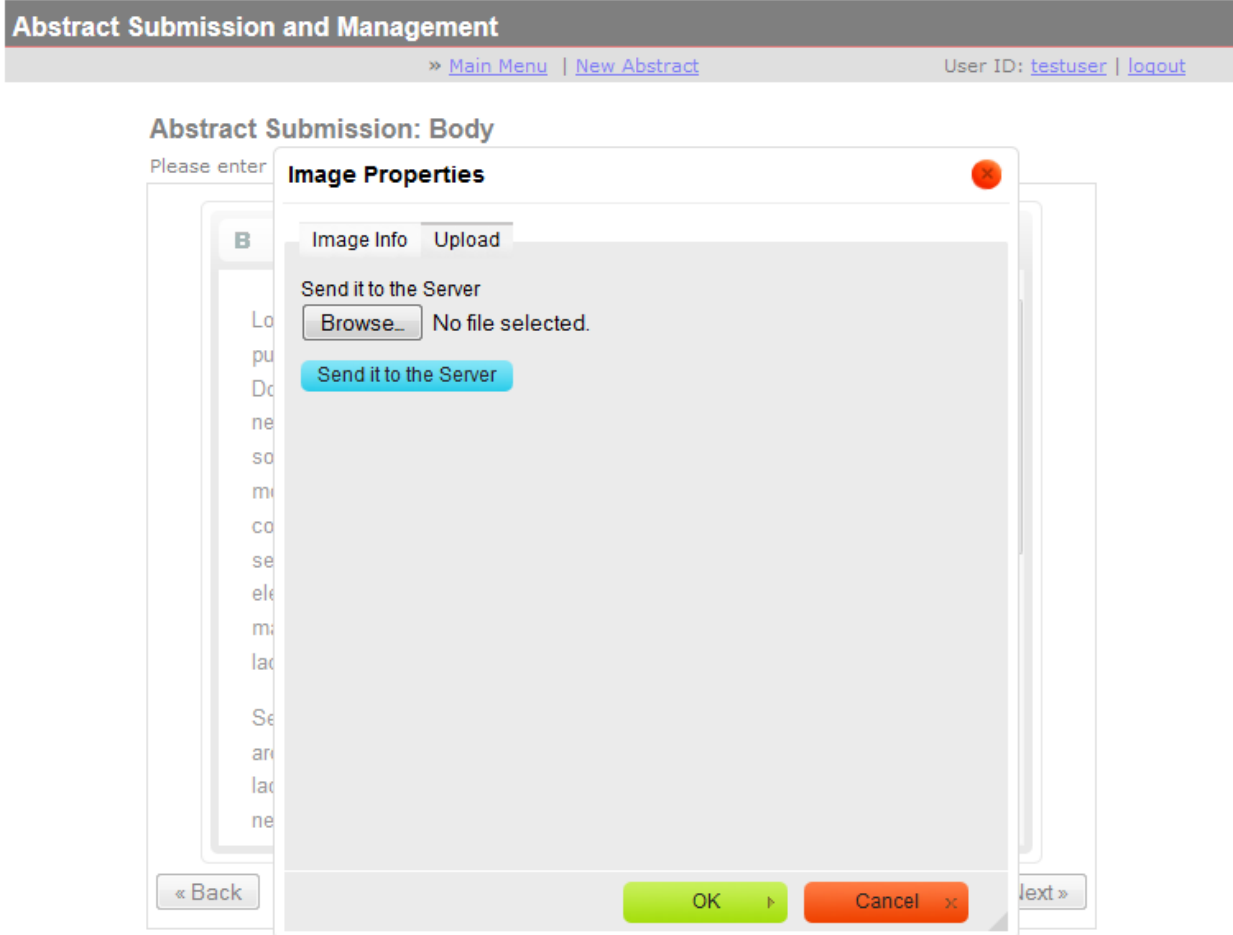 Abstract Submission and Management
» Main Menu | New Abstract User ID: testuser | logout
Abstract Submission: Body
Please enter
Image Properties
B
Image Info Upload
Send it to the Server
Browse… No file selected.
Send it to the Server
OK Cancel
« Back